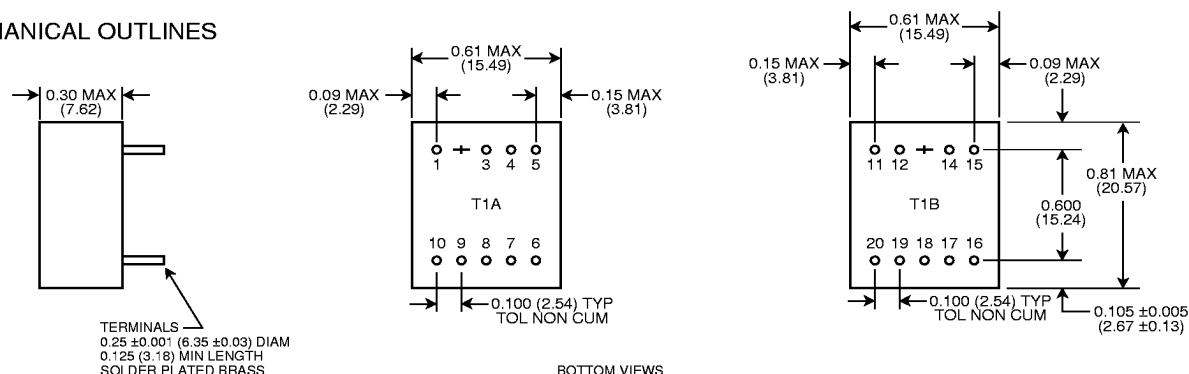 HANICAL OUTLINES
0.30 MAX
(7.62)
TERMINALS
0.25 ±0.001 (6.35 ±0.03) DIAM
0.125 (3.18) MIN LENGTH
SOLDER PLATED BRASS
0.61 MAX
(15.49)
0.09 MAX
(2.29)
0.15 MAX
(3.81)
1 3 4 5
T1A
10 9 8 7 6
0.100 (2.54) TYP
TOL NON CUM
BOTTOM VIEWS
0.61 MAX
(15.49)
0.15 MAX
(3.81)
0.09 MAX
(2.29)
11 12 14 15
T1B
20 19 18 17 16
0.81 MAX
(20.57)
0.600
(15.24)
0.100 (2.54) TYP
TOL NON CUM
0.105 ±0.005
(2.67 ±0.13)